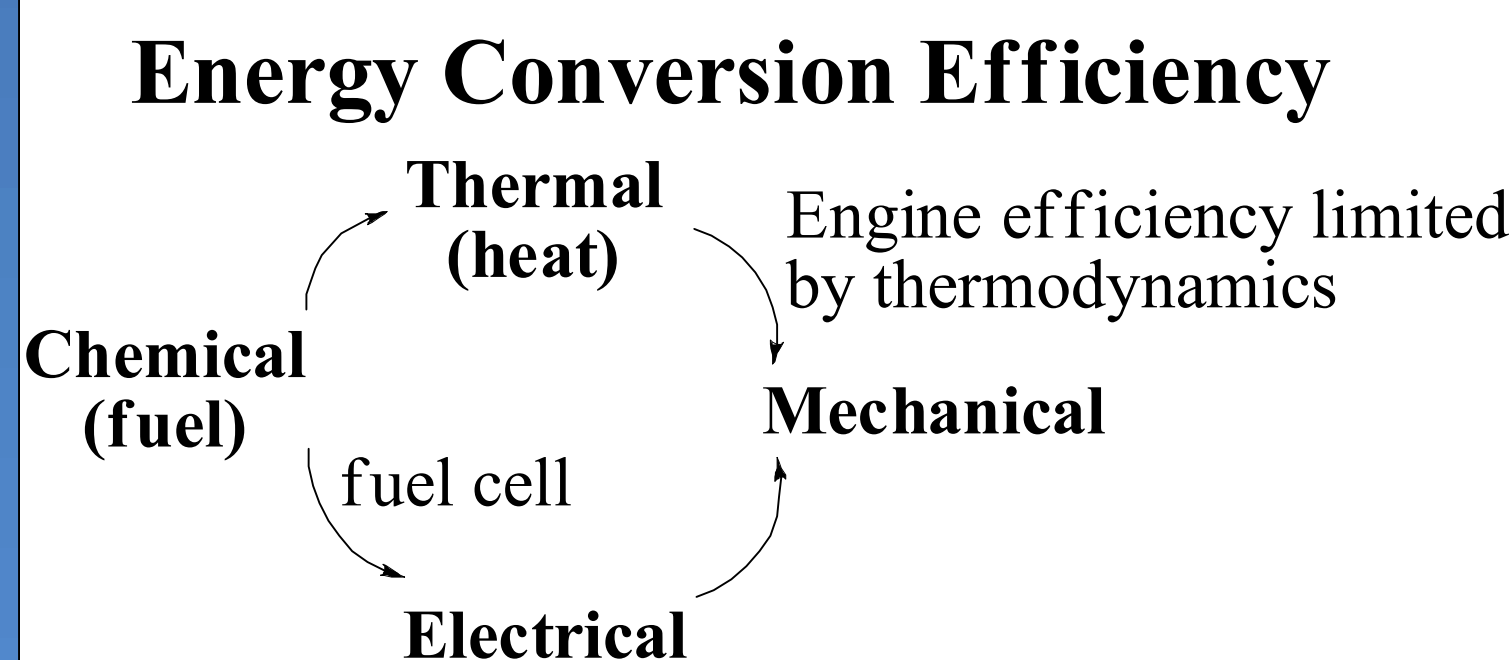 Energy Conversion Efficiency
Thermal
(heat)
Engine efficiency limited
by thermodynamics
Chemical
(fuel)
Mechanical
fuel cell
Electrical